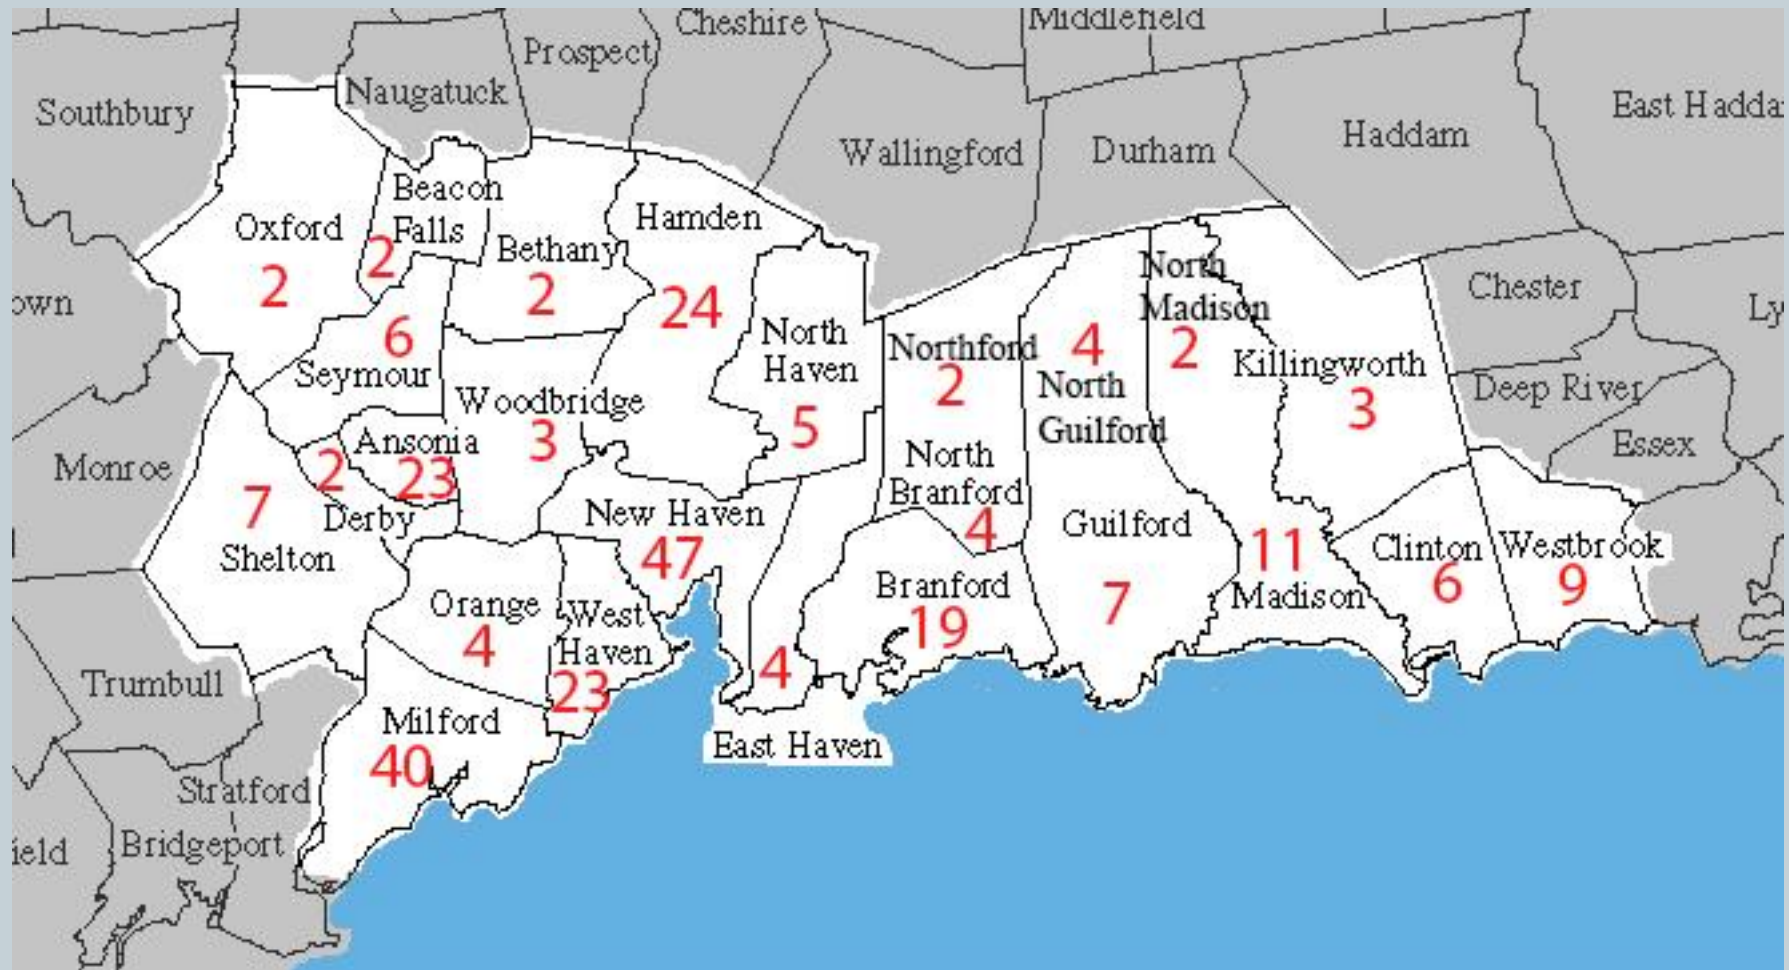 Cheshire
Middlefield
Prospect
Naugatuck
Southbury
East Hadda
Haddam
Wallingford
Durham
Beacon
Falls
2
Oxford
2
Hamden
24
Bethany
2
North
Madison
2
Chester
own
Ly
6
Seymour
North
Haven
5
Northford
2
4
North
Guilford
Killingworth
3
Deep River
Woodbridge
3
Ansonia
23
Essex
Monroe
2
Derby
North
Branford
4
7
Shelton
New Haven
47
Guilford
7
11
Madison
Clinton
6
Westbrook
9
Branford
19
Orange
4
West
Haven
23
4
East Haven
Trumbull
Milford
40
Stratford
Bridgeport
ield